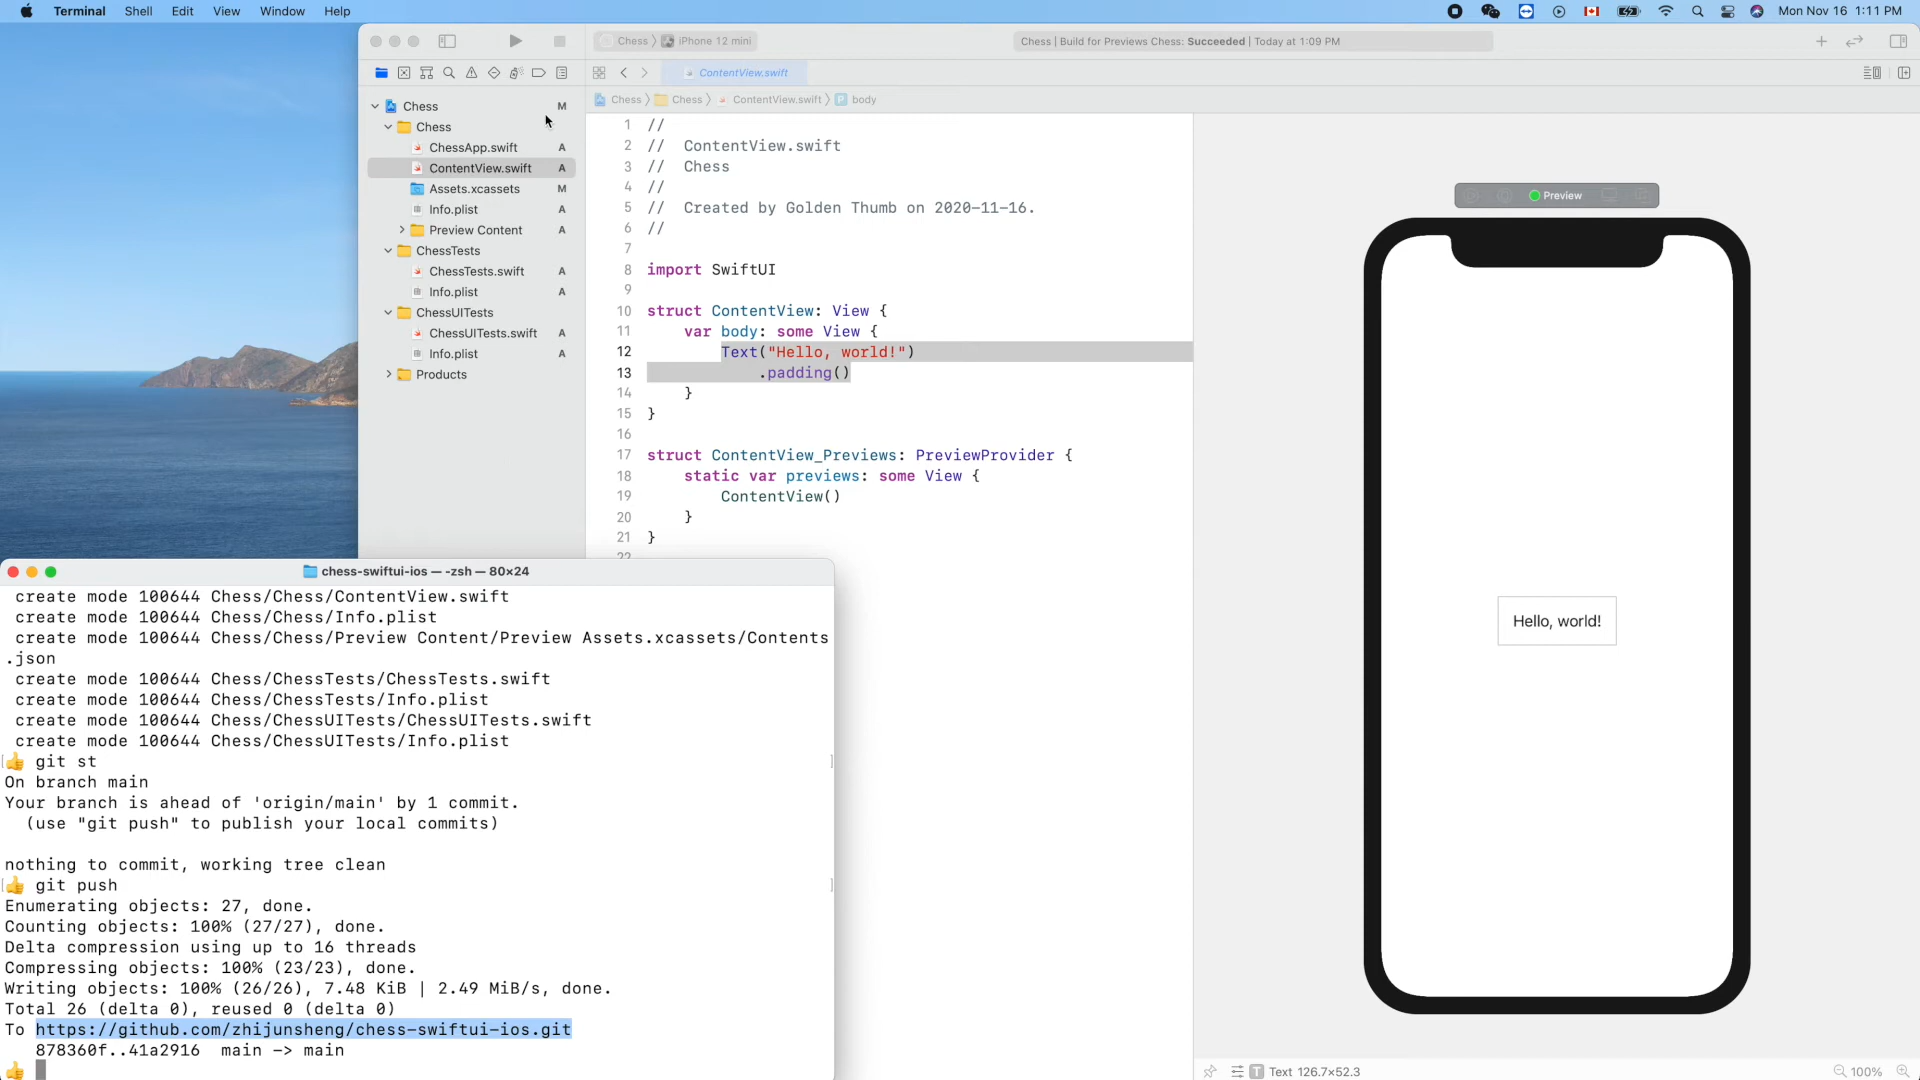 Terminal Shell Edit View Window Help
Mon Nov 16 1:11 PM
Chess 〉 iPhone 12 mini
Chess | Build for Previews Chess: Succeeded | Today at 1:09 PM
ContentView.swift
Chess 〉 Chess 〉 ContentView.swift 〉 P body
Chess M
Chess
ChessApp.swift A
ContentView.swift A
Assets.xcassets M
Info.plist A
Preview Content A
ChessTests
ChessTests.swift A
Info.plist A
ChessUITests
ChessUITests.swift A
Info.plist A
Products
1 //
2 //  ContentView.swift
3 //  Chess
4 //
5 //  Created by Golden Thumb on 2020-11-16.
6 //
7
8 import SwiftUI
9
10 struct ContentView: View {
11     var body: some View {
12         Text("Hello, world!")
13             .padding()
14     }
15 }
16
17 struct ContentView_Previews: PreviewProvider {
18     static var previews: some View {
19         ContentView()
20     }
21 }
22
Preview
Hello, world!
chess-swiftui-ios — -zsh — 80×24
create mode 100644 Chess/Chess/ContentView.swift
create mode 100644 Chess/Chess/Info.plist
create mode 100644 Chess/Chess/Preview Content/Preview Assets.xcassets/Contents
.json
create mode 100644 Chess/ChessTests/ChessTests.swift
create mode 100644 Chess/ChessTests/Info.plist
create mode 100644 Chess/ChessUITests/ChessUITests.swift
create mode 100644 Chess/ChessUITests/Info.plist
[👍 git st ]
On branch main
Your branch is ahead of 'origin/main' by 1 commit.
  (use "git push" to publish your local commits)
nothing to commit, working tree clean
[👍 git push ]
Enumerating objects: 27, done.
Counting objects: 100% (27/27), done.
Delta compression using up to 16 threads
Compressing objects: 100% (23/23), done.
Writing objects: 100% (26/26), 7.48 KiB | 2.49 MiB/s, done.
Total 26 (delta 0), reused 0 (delta 0)
To https://github.com/zhijunsheng/chess-swiftui-ios.git
   878360f..41a2916  main -> main
👍
T Text 126.7×52.3
100%